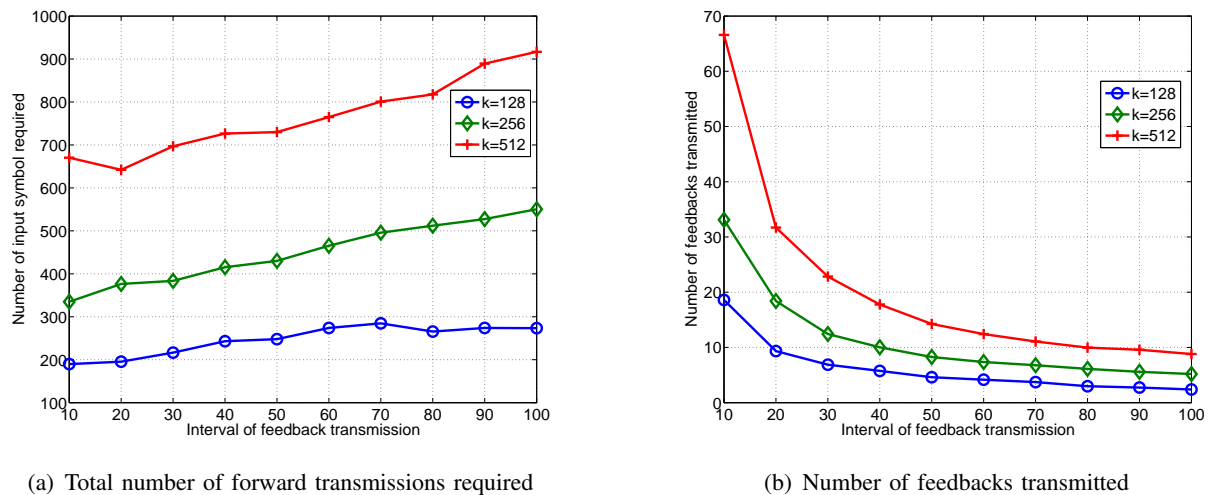 1000
900
800
700
600
500
400
300
200
100
Number of input symbol required
10 20 30 40 50 60 70 80 90 100
Interval of feedback transmission
k=128
k=256
k=512
(a) Total number of forward transmissions required
70
60
50
40
30
20
10
0
Number of feedbacks transmitted
10 20 30 40 50 60 70 80 90 100
Interval of feedback transmission
k=128
k=256
k=512
(b) Number of feedbacks transmitted